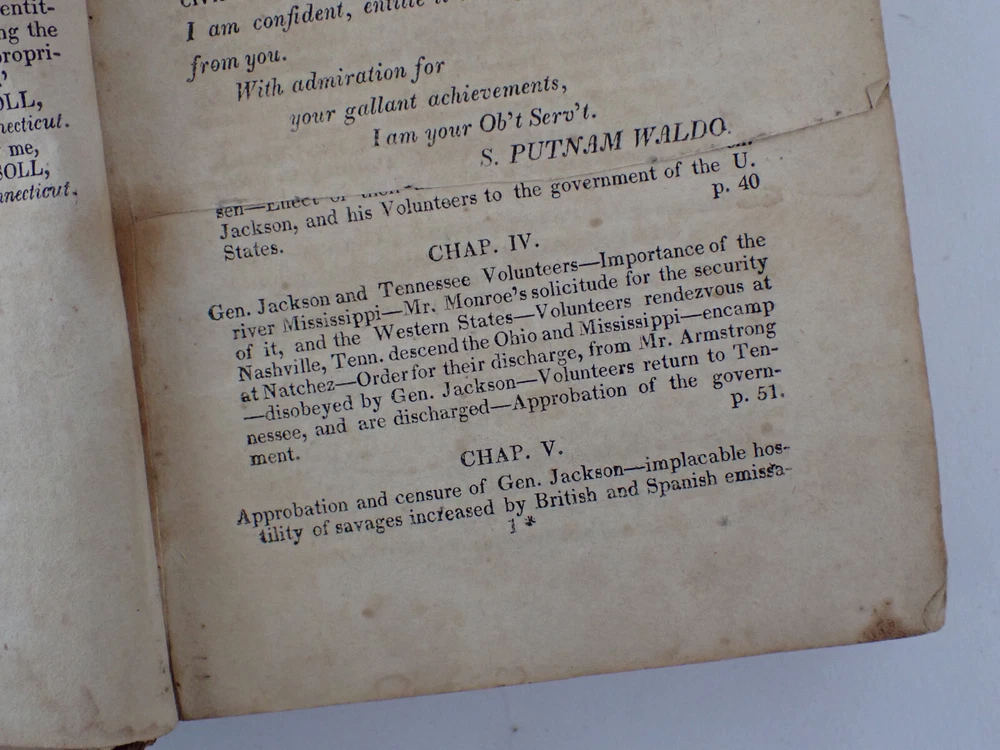 entit-
ng the
propri-
OLL,
necticut.
me,
SOLL,
nnecticut.
I am confident, entitle
from you.
With admiration for
your gallant achievements,
I am your Ob't Serv't.
S. PUTNAM WALDO.
sen—Effect of
Jackson, and his Volunteers to the government of the U.
States. p. 40
CHAP. IV.
Gen. Jackson and Tennessee Volunteers—Importance of the
river Mississippi—Mr. Monroe's solicitude for the security
of it, and the Western States—Volunteers rendezvous at
Nashville, Tenn. descend the Ohio and Mississippi—encamp
at Natchez—Order for their discharge, from Mr. Armstrong
—disobeyed by Gen. Jackson—Volunteers return to Ten-
nessee, and are discharged—Approbation of the govern-
ment. p. 51.
CHAP. V.
Approbation and censure of Gen. Jackson—implacable hos-
tility of savages increased by British and Spanish emissa-
1*